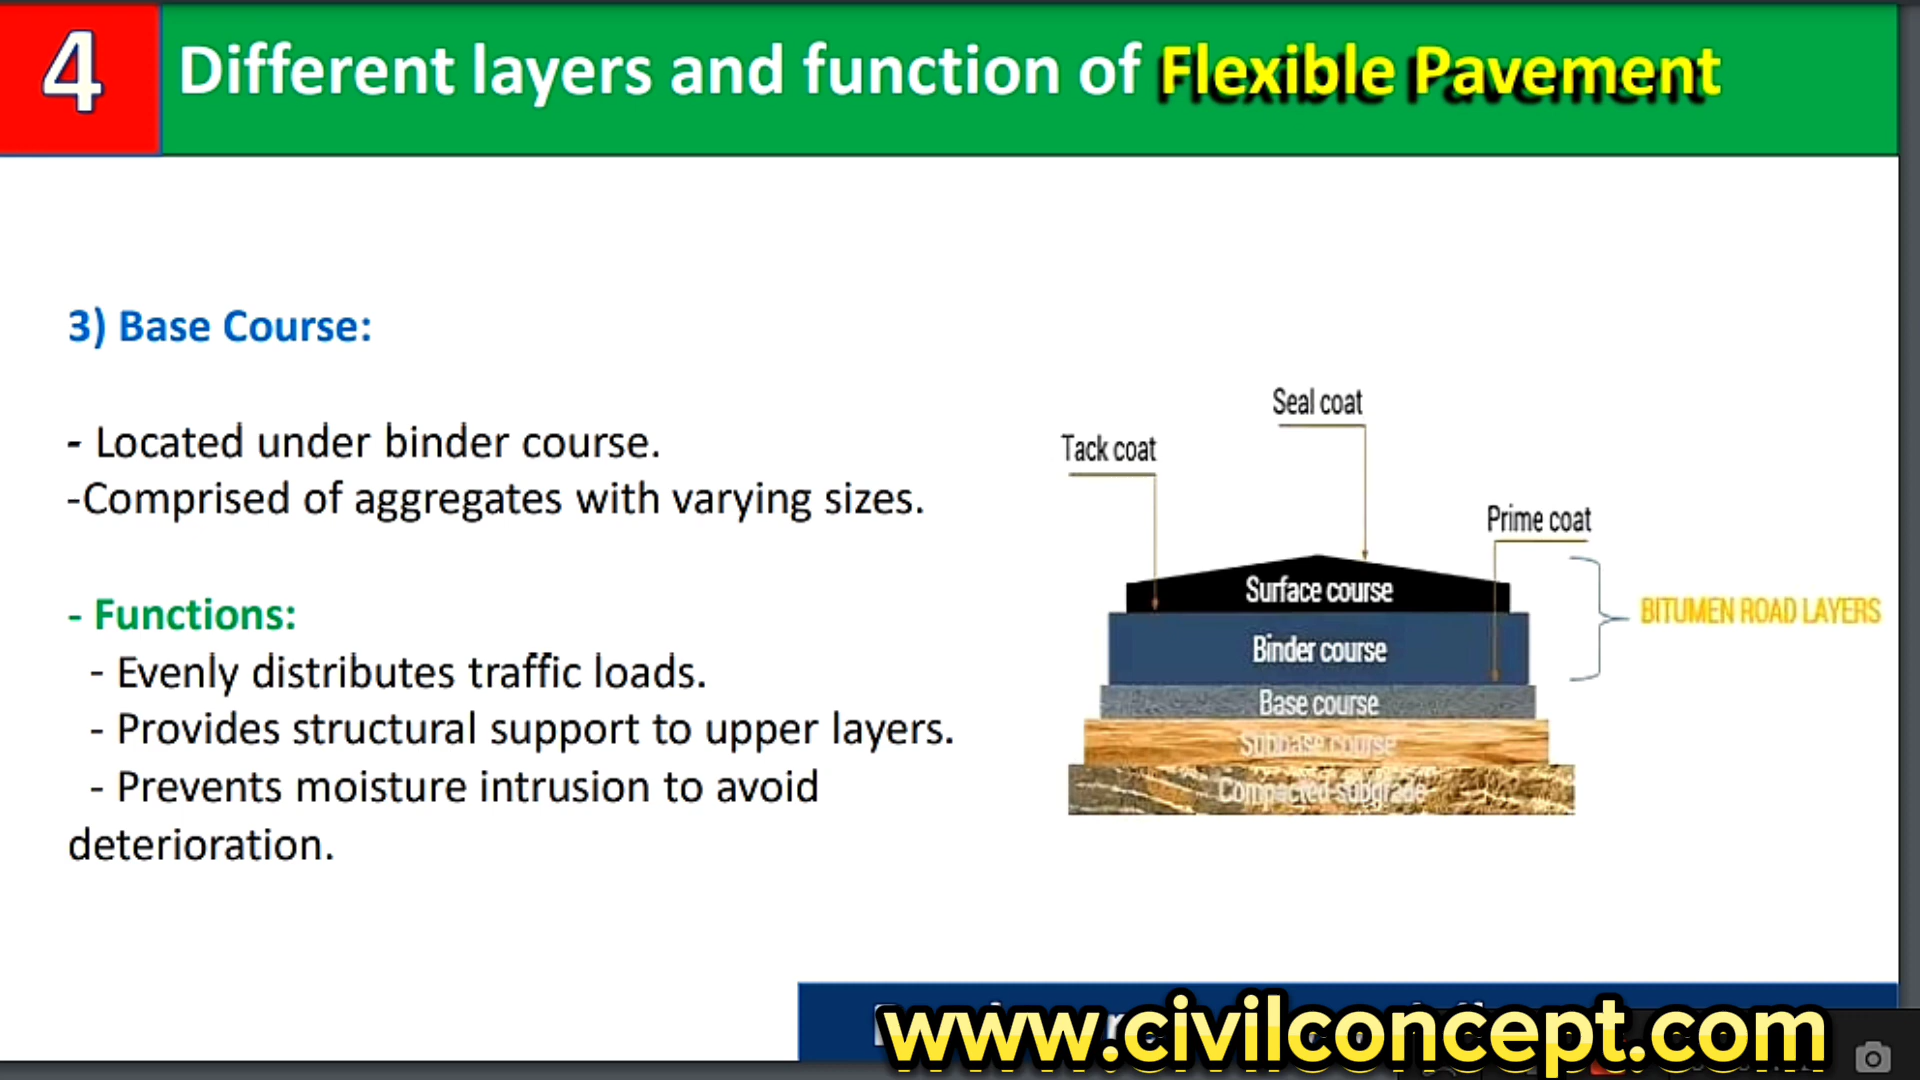 4
Different layers and function of Flexible Pavement
3) Base Course:
- Located under binder course.
-Comprised of aggregates with varying sizes.
- Functions:
- Evenly distributes traffic loads.
- Provides structural support to upper layers.
- Prevents moisture intrusion to avoid
deterioration.
Seal coat
Tack coat
Prime coat
Surface course
BITUMEN ROAD LAYERS
Binder course
Base course
Subbase course
Compacted subgrade
www.civilconcept.com